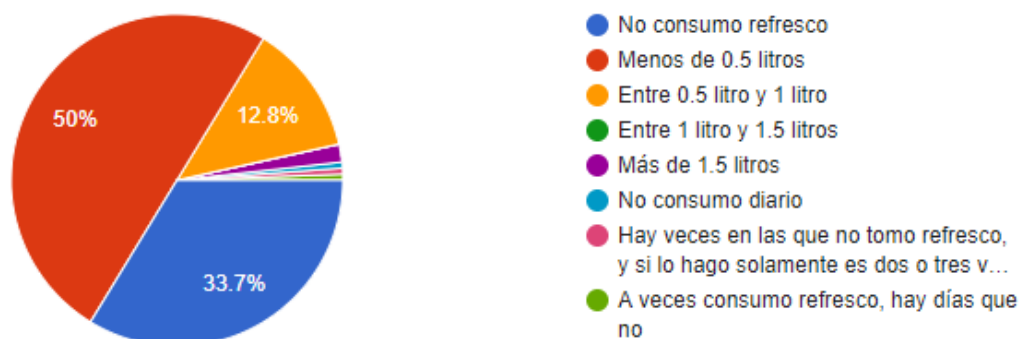 50%
12.8%
33.7%
No consumo refresco
Menos de 0.5 litros
Entre 0.5 litro y 1 litro
Entre 1 litro y 1.5 litros
Más de 1.5 litros
No consumo diario
Hay veces en las que no tomo refresco,
y si lo hago solamente es dos o tres v...
A veces consumo refresco, hay días que
no